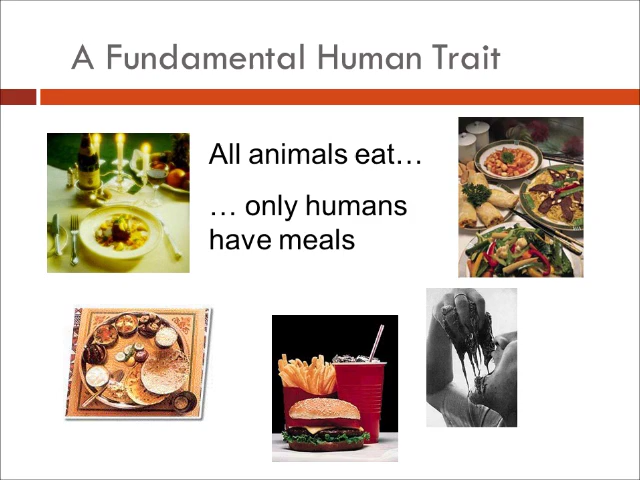 A Fundamental Human Trait
All animals eat…
… only humans
have meals